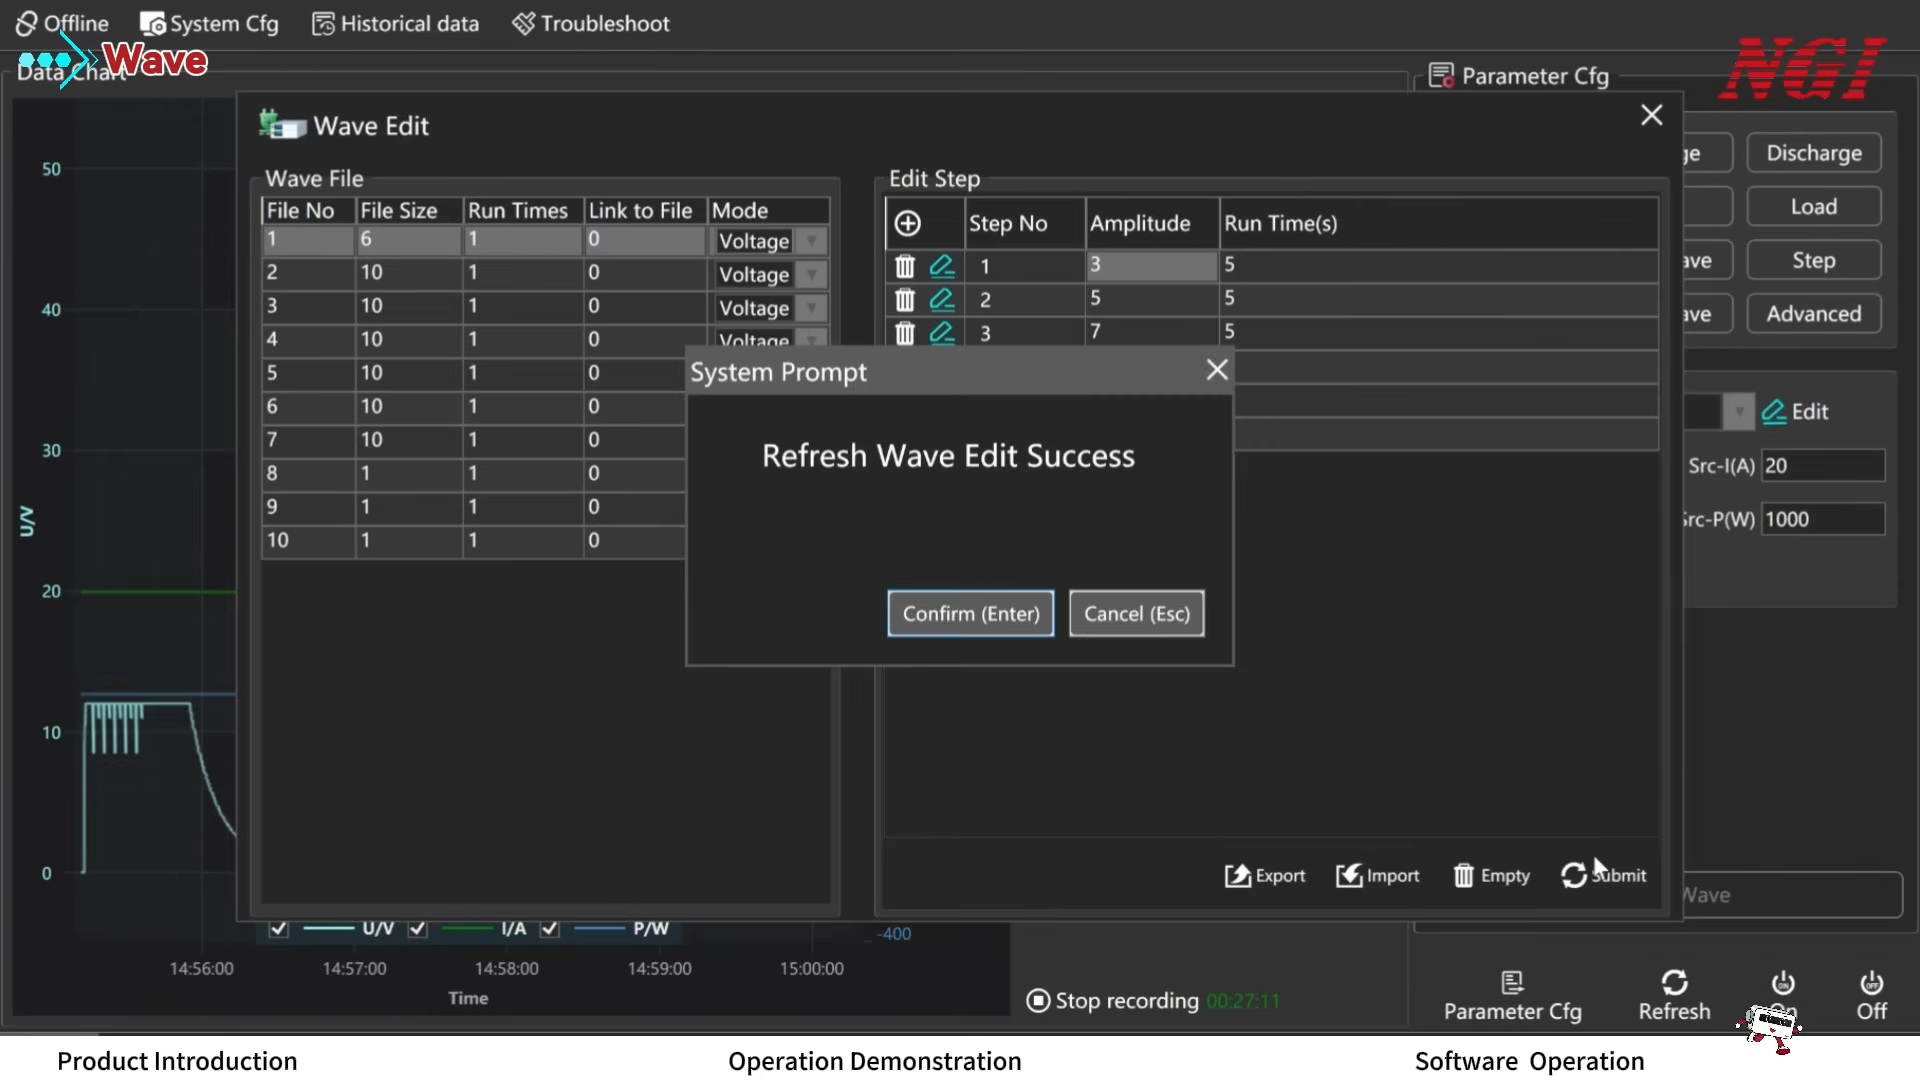 Offline System Cfg Historical data Troubleshoot
Wave
Data Chart
Parameter Cfg
NGI
Wave Edit
Discharge
Load
Step
Advanced
Wave File
File No File Size Run Times Link to File Mode
1 6 1 0 Voltage
2 10 1 0 Voltage
3 10 1 0 Voltage
4 10 1 0 Voltage
5 10 1 0
6 10 1 0
7 10 1 0
8 1 1 0
9 1 1 0
10 1 1 0
Edit Step
Step No Amplitude Run Time(s)
1 3 5
2 5 5
3 7 5
System Prompt
Refresh Wave Edit Success
Confirm (Enter) Cancel (Esc)
Export Import Empty Submit
Edit
Src-I(A) 20
Src-P(W) 1000
Wave
50
40
30
20
10
0
U/V
U/V I/A P/W
-400
14:56:00 14:57:00 14:58:00 14:59:00 15:00:00
Time
Stop recording 00:27:11
Parameter Cfg Refresh On Off
Product Introduction Operation Demonstration Software Operation